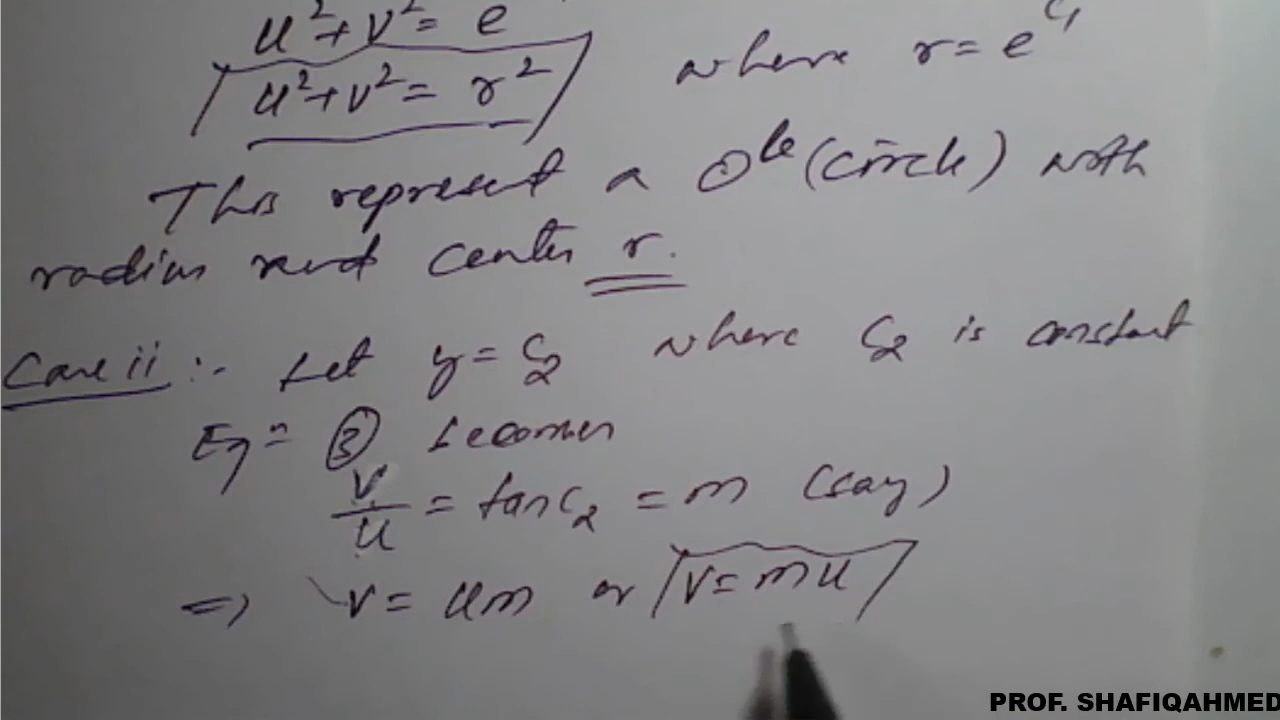 u²+v²= e
u²+v²= r² where r= e^c₁
This represent a ⊙le (circle) with
radius and center r.
Case ii :- Let y= C₂ where C₂ is constant
Eqn ③ becomes
v/u = tan C₂ = m (say)
⇒ v= um or v= mu
PROF. SHAFIQAHMED